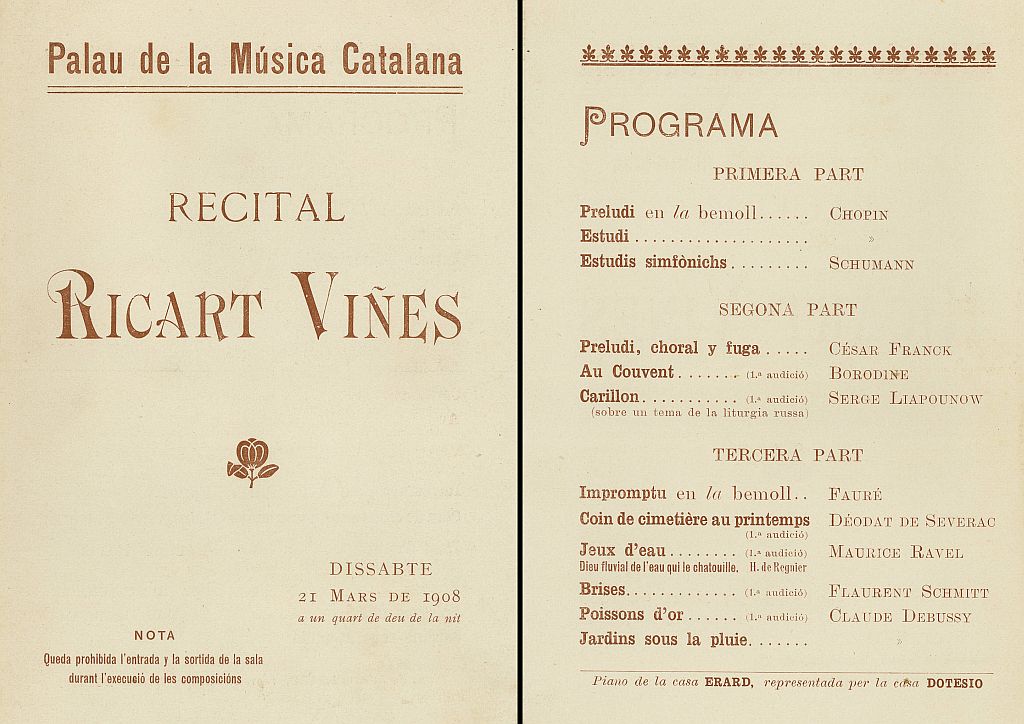 Palau de la Música Catalana
RECITAL
RICART VIÑES
DISSABTE
21 MARS DE 1908
a un quart de deu de la nit
NOTA
Queda prohibida l'entrada y la sortida de la sala
durant l'execució de les composicións
PROGRAMA
PRIMERA PART
Preludi en la bemoll...... CHOPIN
Estudi .................... »
Estudis simfònichs ......... SCHUMANN
SEGONA PART
Preludi, choral y fuga ..... CÉSAR FRANCK
Au Couvent ....... (1.ª audició) BORODINE
Carillon ........... (1.ª audició) SERGE LIAPOUNOW
(sobre un tema de la liturgia russa)
TERCERA PART
Impromptu en la bemoll.. FAURÉ
Coin de cimetière au printemps DÉODAT DE SEVERAC
(1.ª audició)
Jeux d'eau ........ (1.ª audició) MAURICE RAVEL
Dieu fluvial de l'eau qui le chatouille. H. de Regnier
Brises ............ (1.ª audició) FLAURENT SCHMITT
Poissons d'or ...... (1.ª audició) CLAUDE DEBUSSY
Jardins sous la pluie....... »
Piano de la casa ERARD, representada per la casa DOTESIO